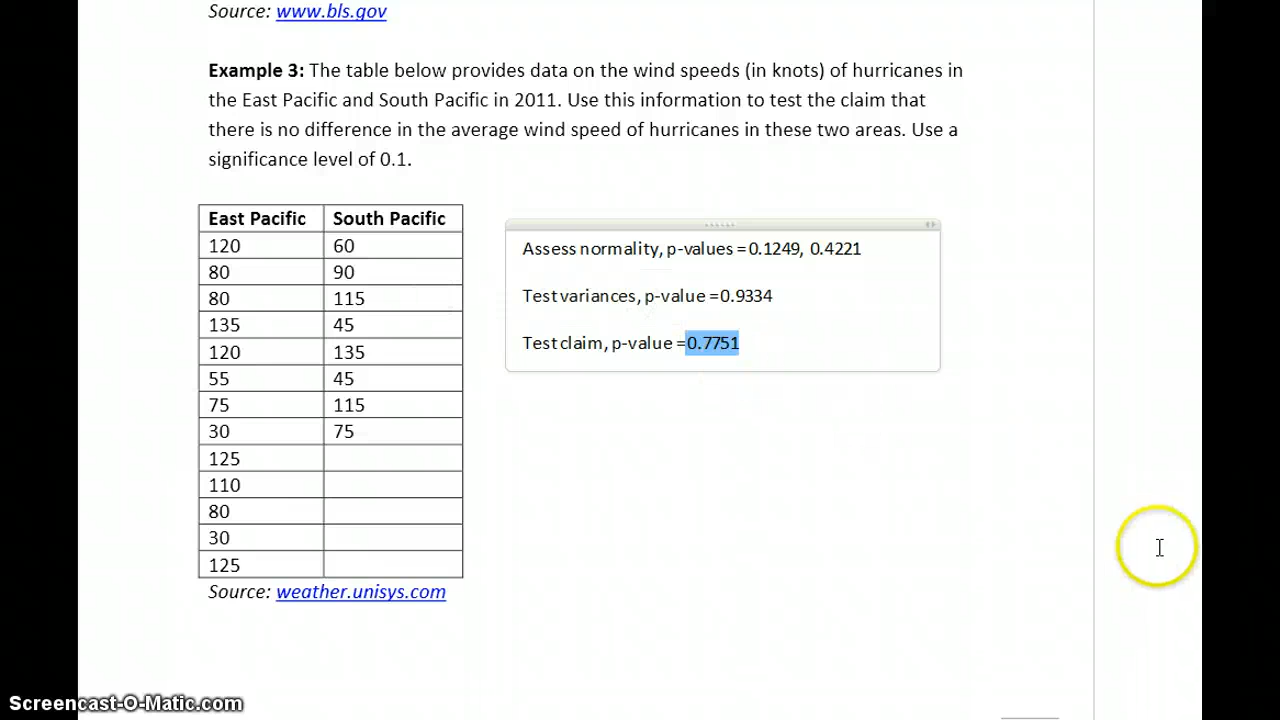 Source: www.bls.gov
Example 3: The table below provides data on the wind speeds (in knots) of hurricanes in
the East Pacific and South Pacific in 2011. Use this information to test the claim that
there is no difference in the average wind speed of hurricanes in these two areas. Use a
significance level of 0.1.
East Pacific South Pacific
120 60
80 90
80 115
135 45
120 135
55 45
75 115
30 75
125
110
80
30
125
Source: weather.unisys.com
Assess normality, p-values =0.1249, 0.4221
Test variances, p-value =0.9334
Test claim, p-value =0.7751
Screencast-O-Matic.com